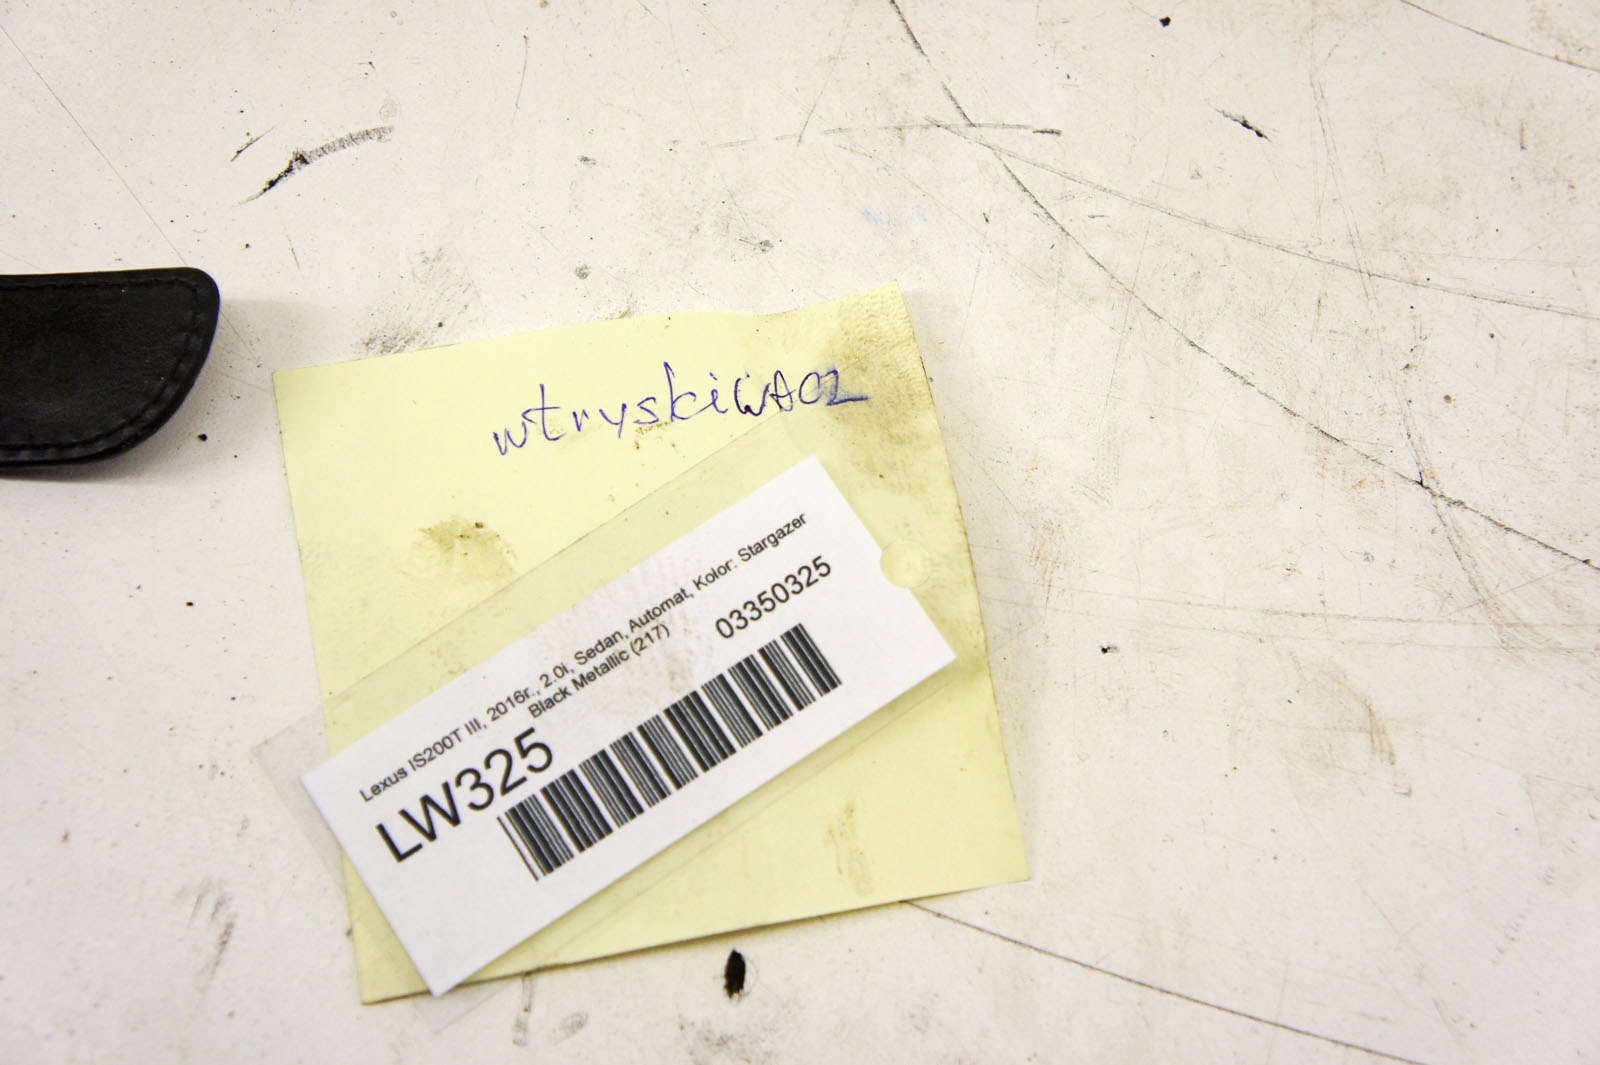 wtryskiwACZ
Lexus IS200T III, 2016r., 2.0i, Sedan, Automat, Kolor: Stargazer
Black Metallic (217)
LW325
03350325